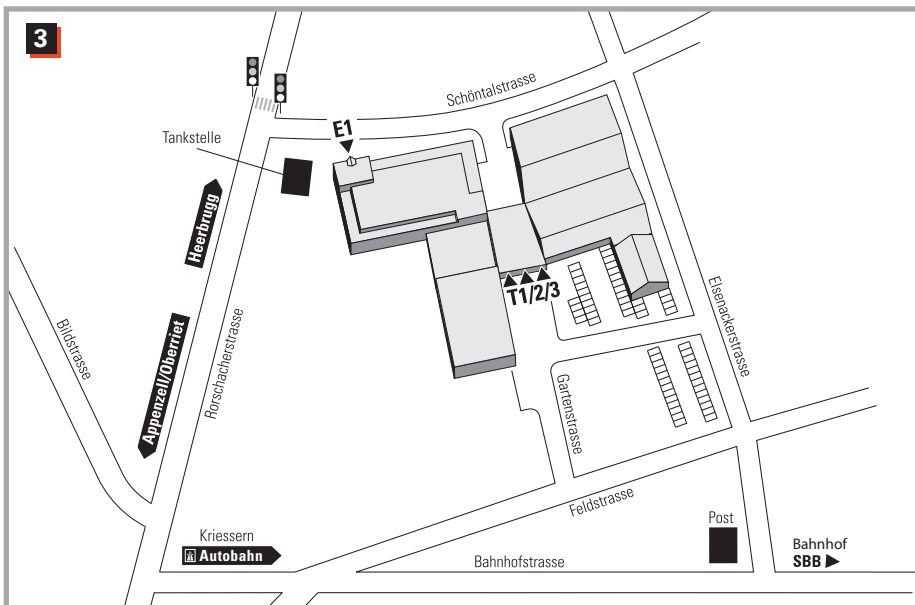 3
Schöntalstrasse
E1
Tankstelle
Heerbrugg
T1/2/3
Elsenackerstrasse
Bildstrasse
Appenzell/Oberriet
Rorschacherstrasse
Gartenstrasse
Feldstrasse
Post
Kriessern
Autobahn
Bahnhofstrasse
Bahnhof
SBB